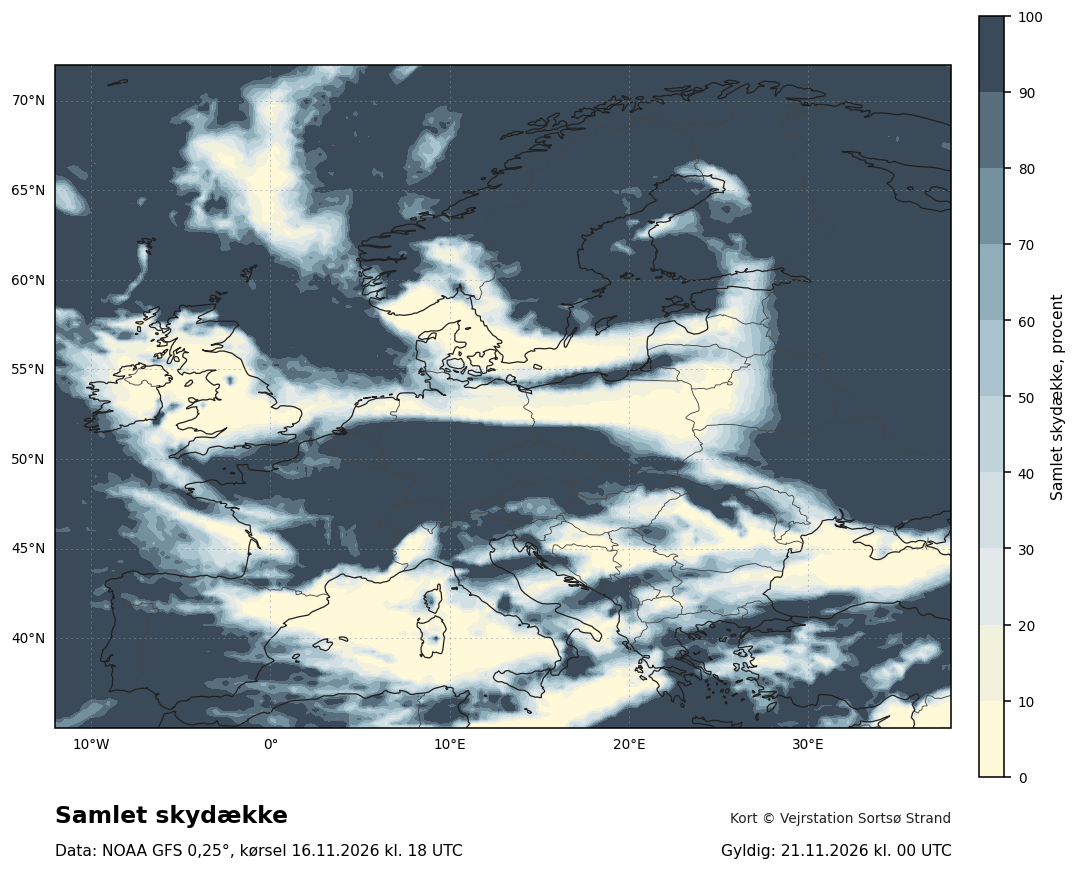 100
90
80
70
60
50
40
30
20
10
0
Samlet skydække, procent
70°N
65°N
60°N
55°N
50°N
45°N
40°N
10°W
0°
10°E
20°E
30°E
Samlet skydække
Kort © Vejrstation Sortsø Strand
Data: NOAA GFS 0,25°, kørsel 16.11.2026 kl. 18 UTC
Gyldig: 21.11.2026 kl. 00 UTC